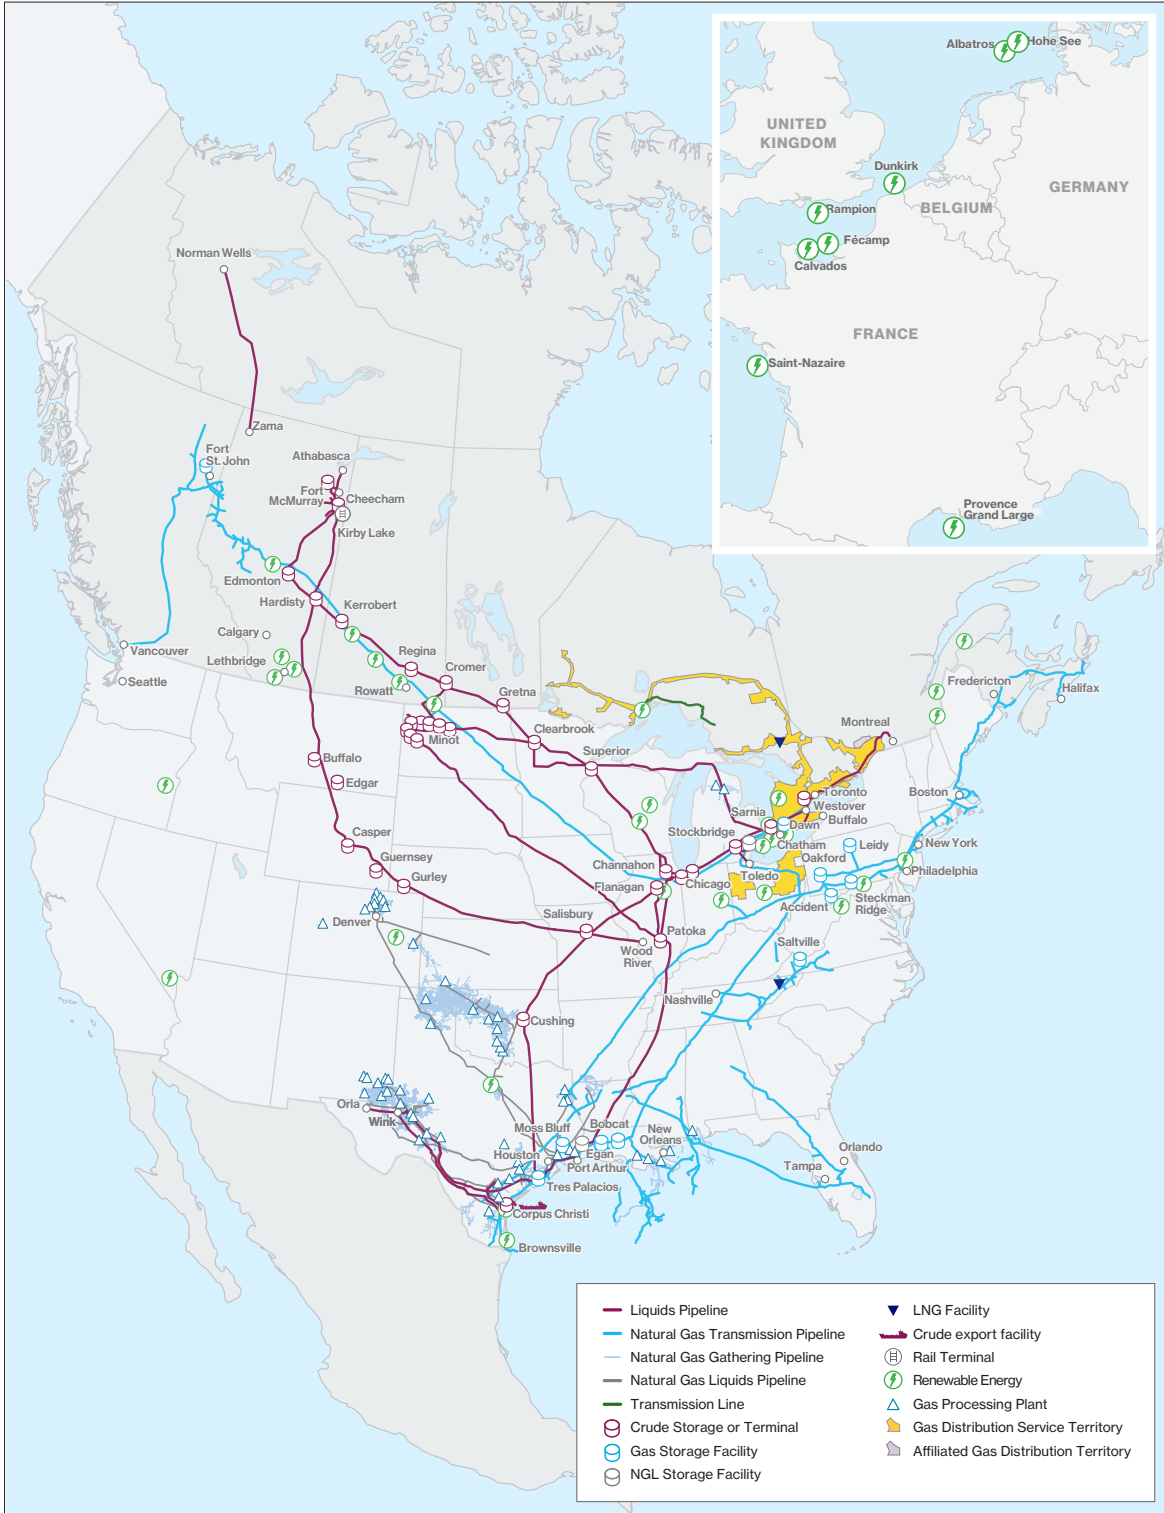 Albatros
Hohe See
UNITED
KINGDOM
Dunkirk
GERMANY
BELGIUM
Rampion
Fécamp
Calvados
FRANCE
Saint-Nazaire
Provence
Grand Large
Norman Wells
Zama
Fort
St. John
Athabasca
Fort
McMurray
Cheecham
Kirby Lake
Edmonton
Hardisty
Kerrobert
Calgary
Vancouver
Regina
Lethbridge
Cromer
Seattle
Rowatt
Gretna
Fredericton
Halifax
Clearbrook
Montreal
Minot
Superior
Buffalo
Edgar
Toronto
Boston
Westover
Sarnia
Buffalo
Dawn
Stockbridge
Casper
Chatham
Leidy
New York
Guernsey
Oakford
Channahon
Philadelphia
Gurley
Flanagan
Chicago
Toledo
Steckman
Ridge
Accident
Salisbury
Denver
Patoka
Wood
River
Saltville
Nashville
Cushing
Orla
Wink
Moss Bluff
Bobcat
New
Orleans
Houston
Egan
Port Arthur
Orlando
Tampa
Tres Palacios
Corpus Christi
Brownsville
Liquids Pipeline
Natural Gas Transmission Pipeline
Natural Gas Gathering Pipeline
Natural Gas Liquids Pipeline
Transmission Line
Crude Storage or Terminal
Gas Storage Facility
NGL Storage Facility
LNG Facility
Crude export facility
Rail Terminal
Renewable Energy
Gas Processing Plant
Gas Distribution Service Territory
Affiliated Gas Distribution Territory